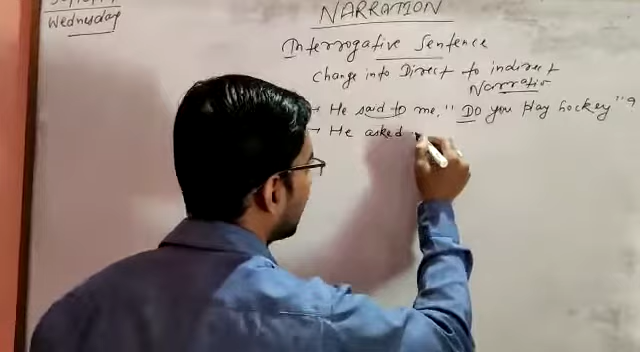 Wednesday
NARRATION
Interrogative Sentence
Change into Direct to indirect
Narration
→ He said to me, "Do you play hockey"?
→ He asked